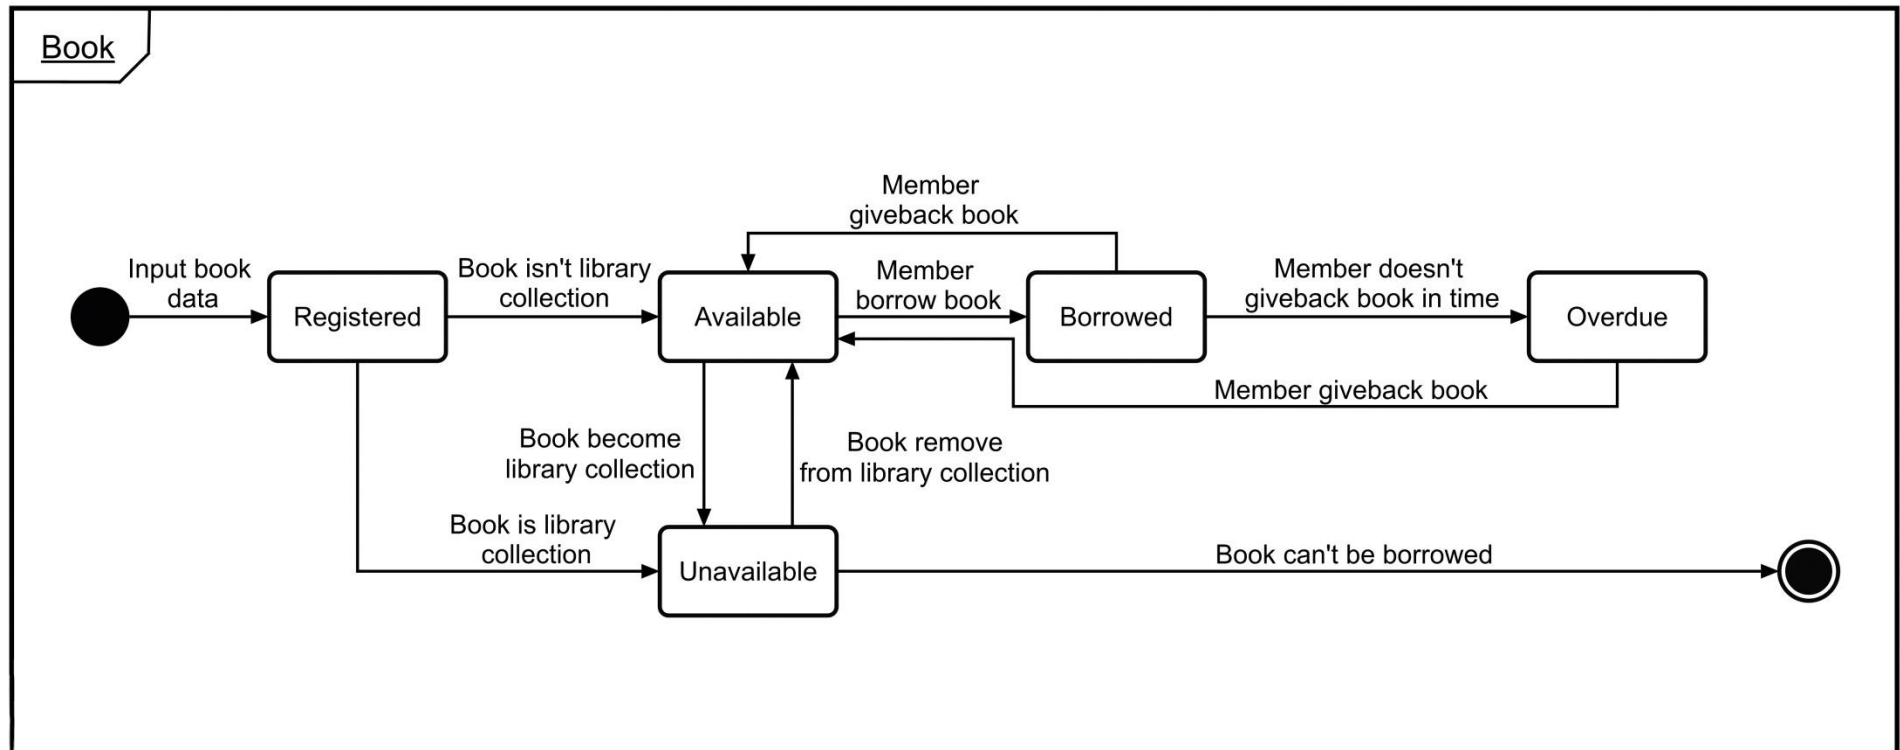 Book
Member
giveback book
Input book
data
Book isn't library
collection
Member
borrow book
Member doesn't
giveback book in time
Registered
Available
Borrowed
Overdue
Member giveback book
Book become
library collection
Book remove
from library collection
Book is library
collection
Unavailable
Book can't be borrowed